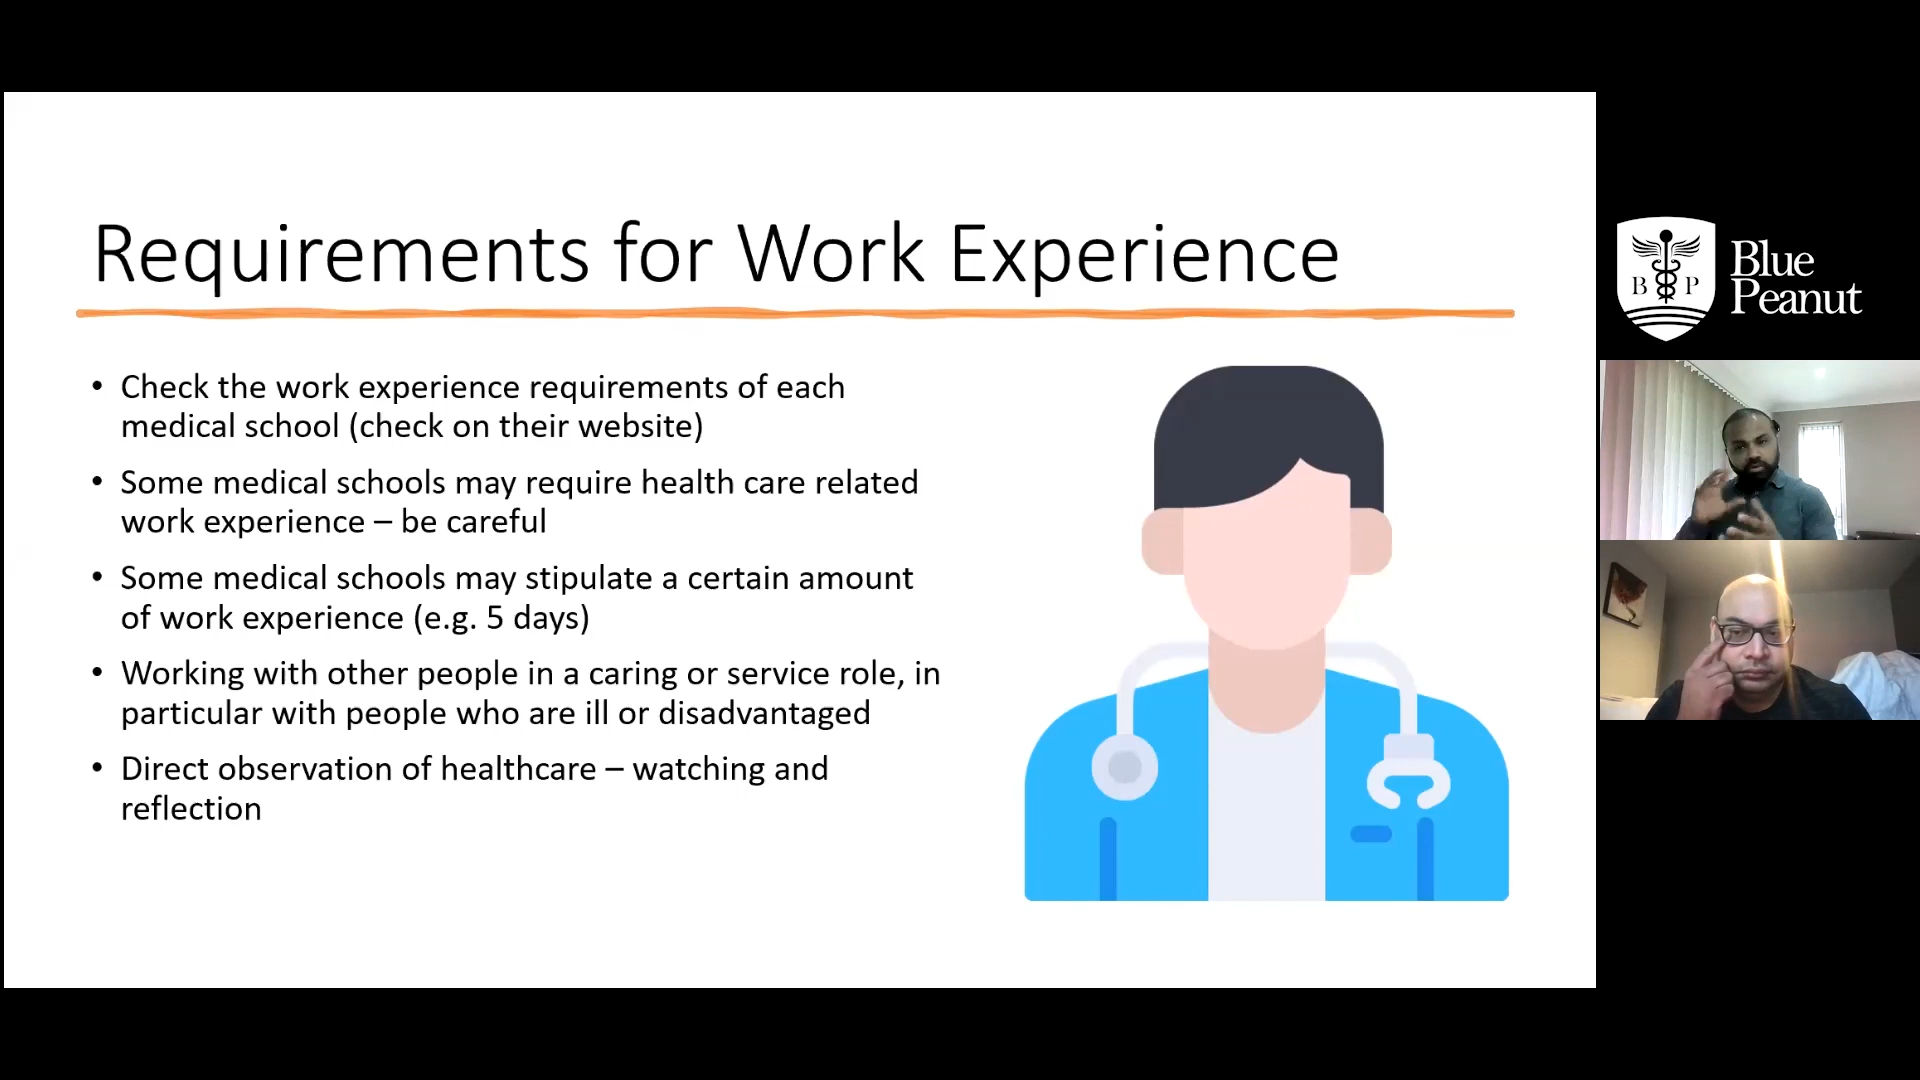 Requirements for Work Experience
• Check the work experience requirements of each
medical school (check on their website)
• Some medical schools may require health care related
work experience – be careful
• Some medical schools may stipulate a certain amount
of work experience (e.g. 5 days)
• Working with other people in a caring or service role, in
particular with people who are ill or disadvantaged
• Direct observation of healthcare – watching and
reflection
B P
Blue
Peanut